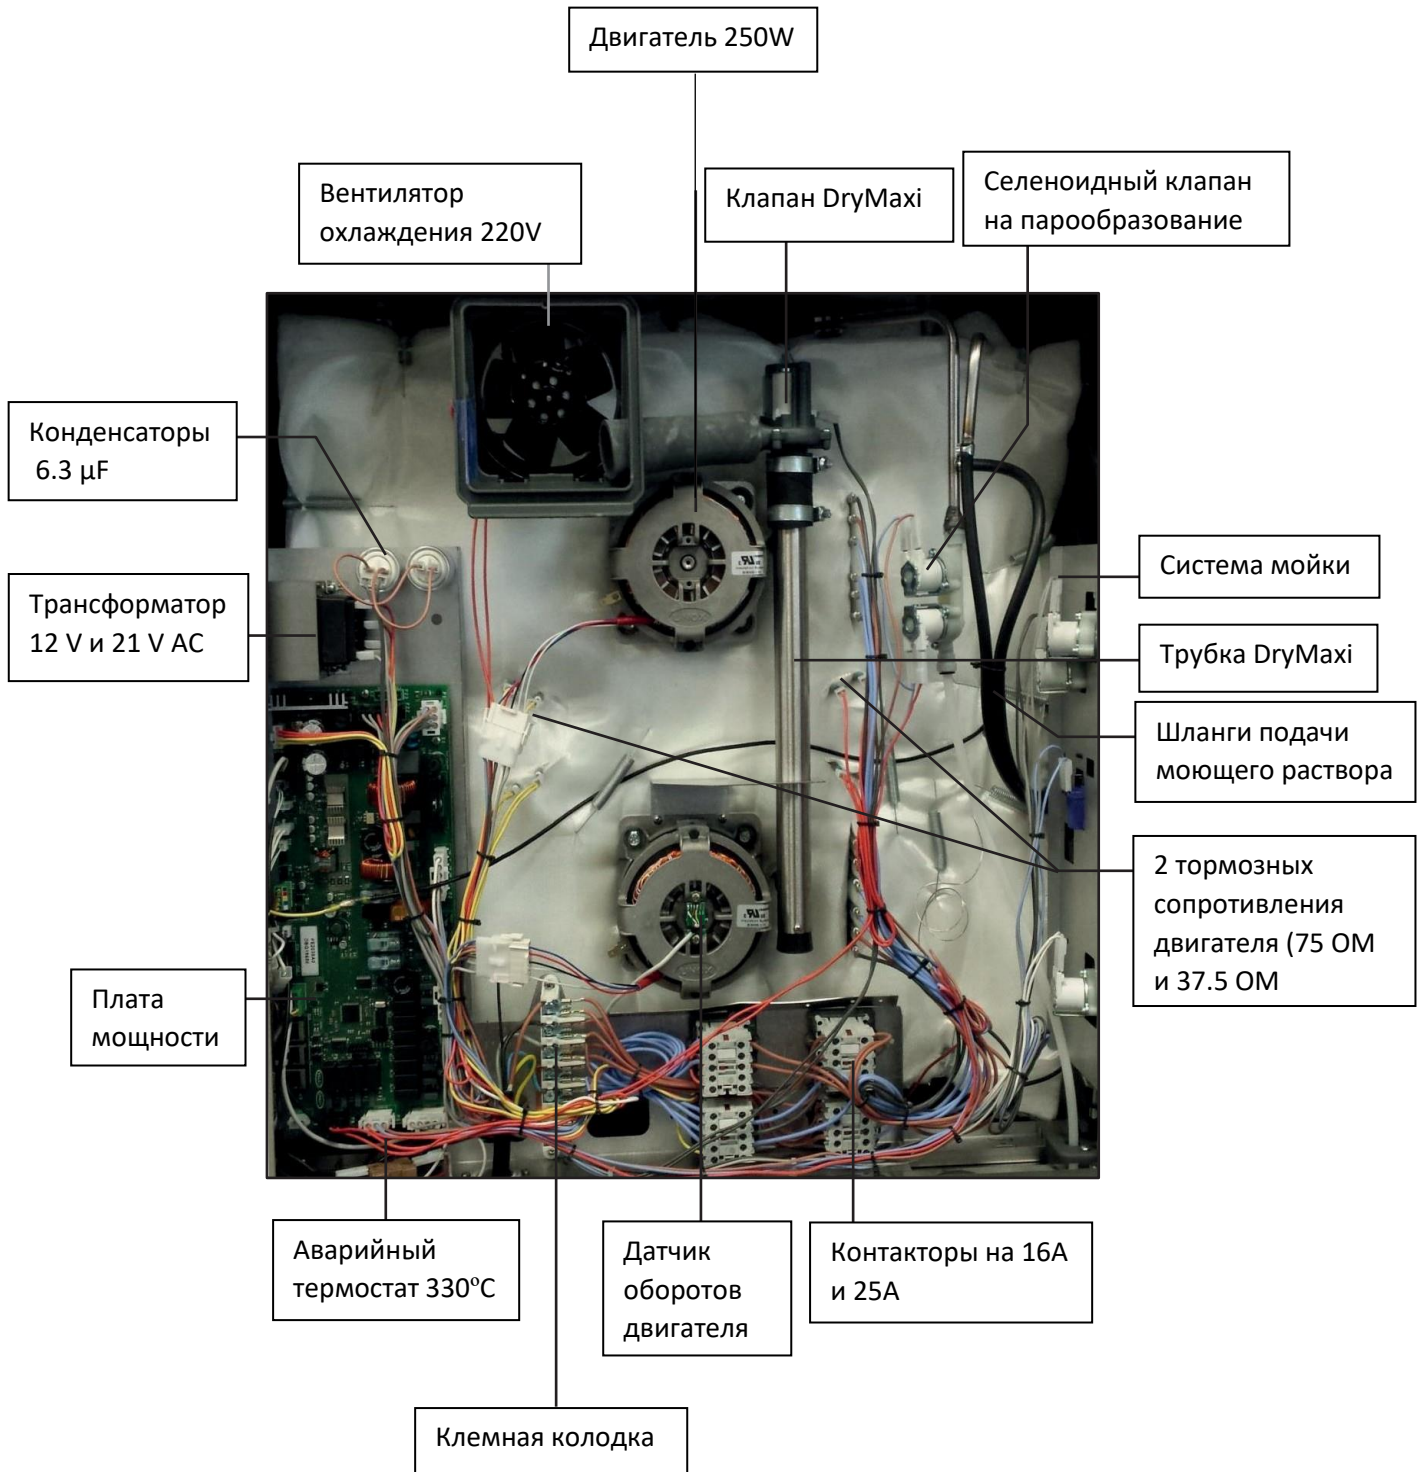 Двигатель 250W
Вентилятор
охлаждения 220V
Клапан DryMaxi
Селеноидный клапан
на парообразование
Конденсаторы
6.3 µF
Трансформатор
12 V и 21 V AC
Система мойки
Трубка DryMaxi
Шланги подачи
моющего раствора
2 тормозных
сопротивления
двигателя (75 ОМ
и 37.5 ОМ
Плата
мощности
Аварийный
термостат 330°C
Датчик
оборотов
двигателя
Контакторы на 16А
и 25А
Клемная колодка